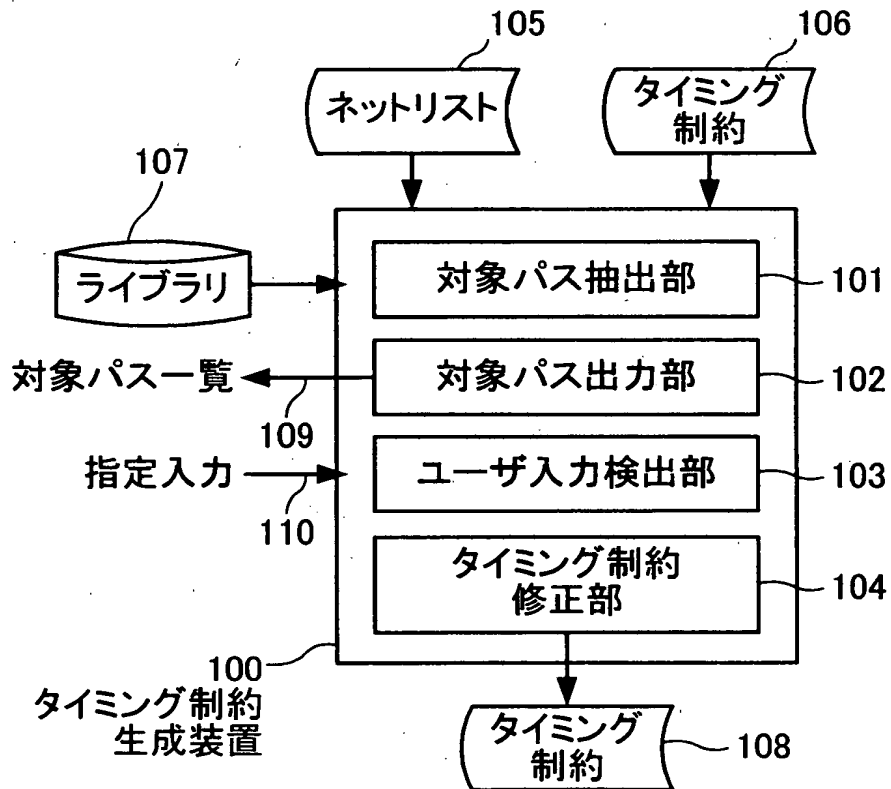 105
106
ネットリスト
タイミング
制約
107
ライブラリ
対象パス抽出部
101
対象パス一覧
対象パス出力部
102
109
指定入力
ユーザ入力検出部
103
110
タイミング制約
修正部
104
100
タイミング制約
生成装置
タイミング
制約
108